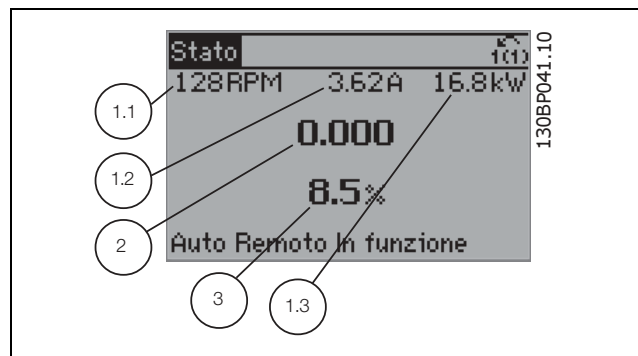 Stato 1(1)
128RPM 3.62A 16.8kW
0.000
8.5%
Auto Remoto In funzione
1.1
1.2
2
3
1.3
130BP041.10